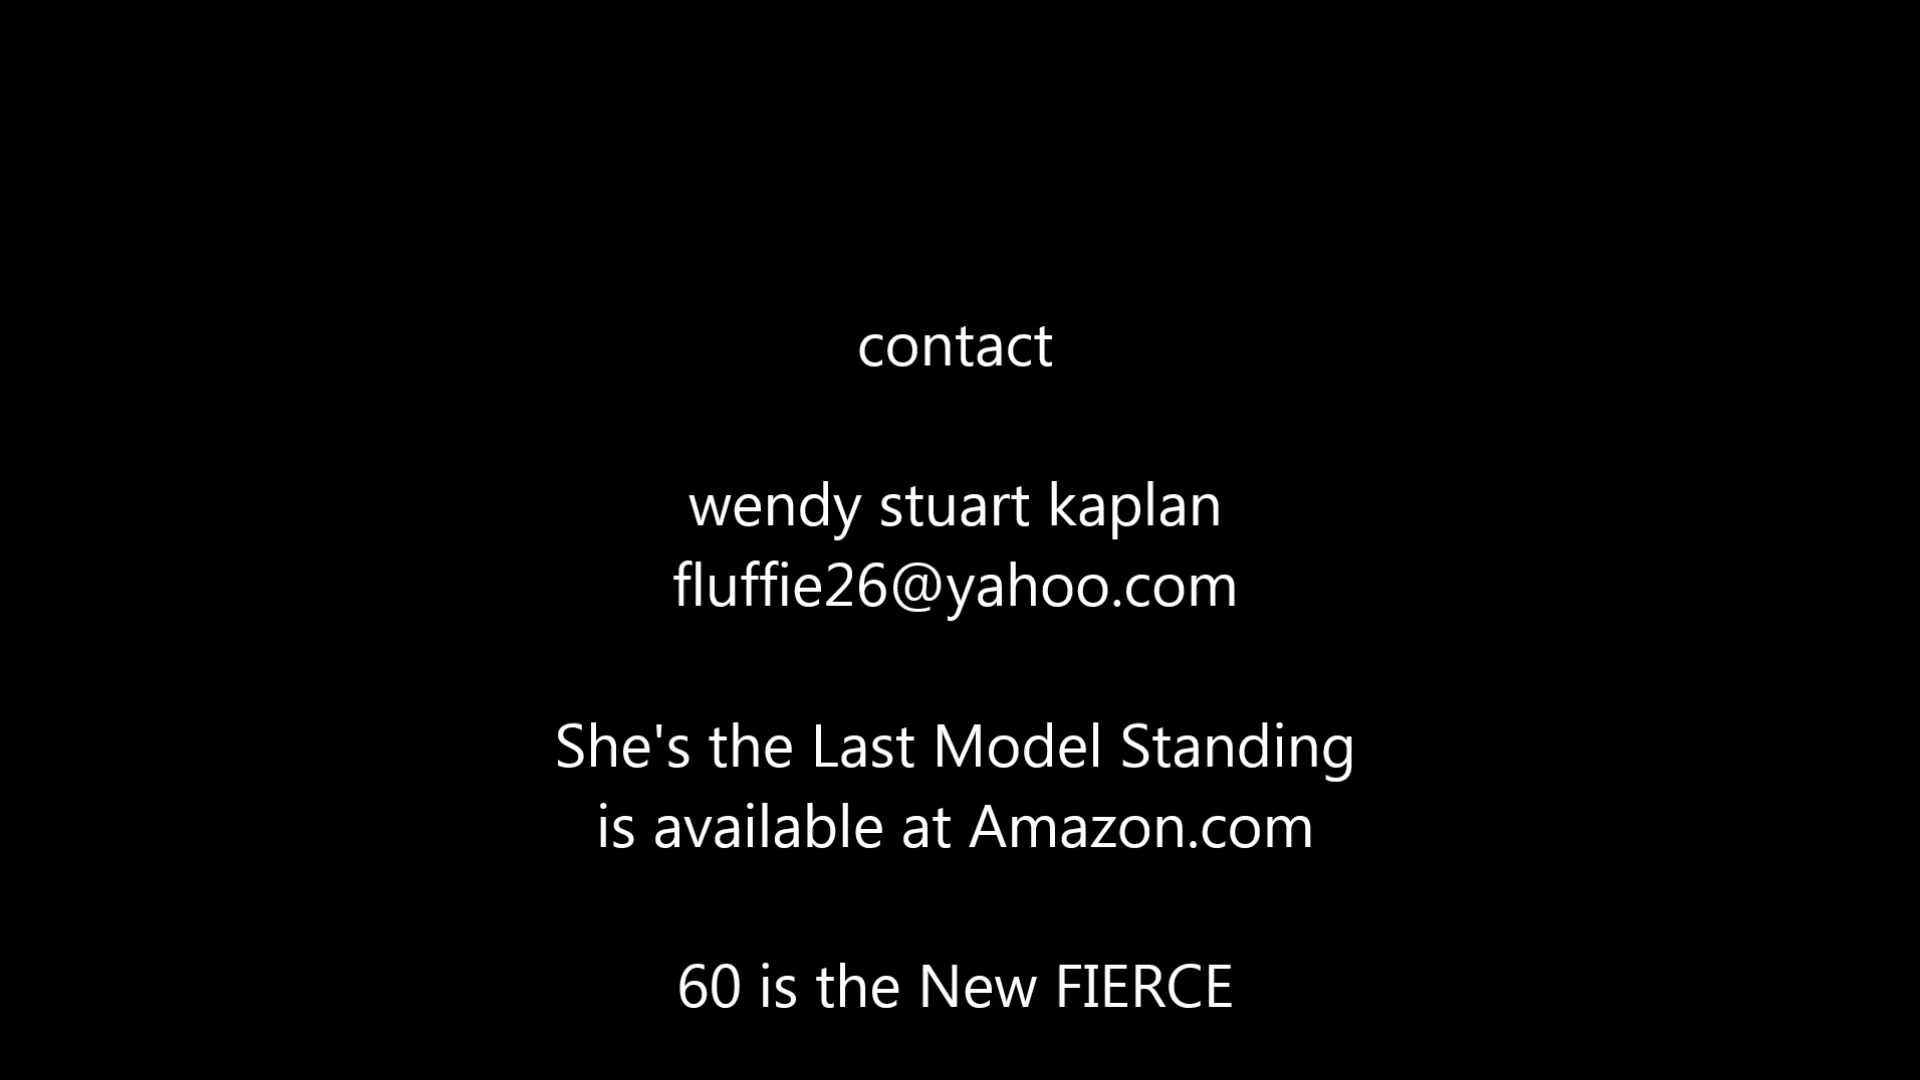 contact
wendy stuart kaplan
fluffie26@yahoo.com
She's the Last Model Standing
is available at Amazon.com
60 is the New FIERCE